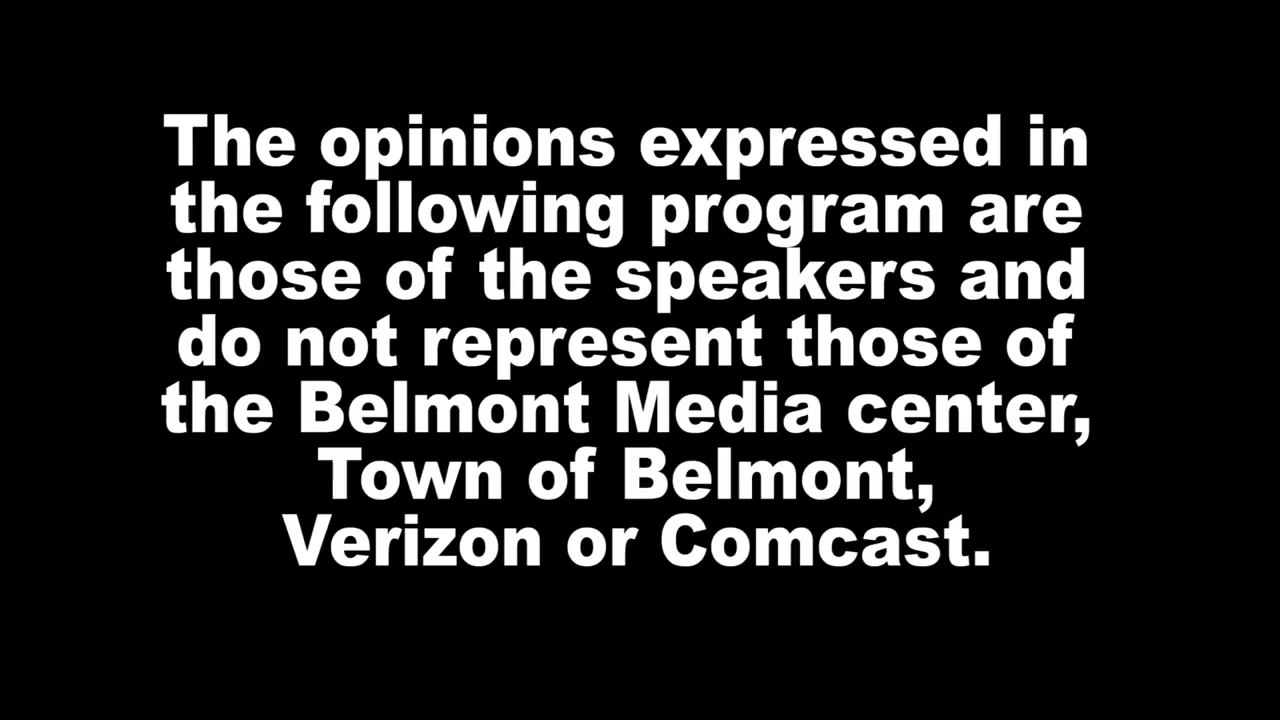 The opinions expressed in
the following program are
those of the speakers and
do not represent those of
the Belmont Media center,
Town of Belmont,
Verizon or Comcast.